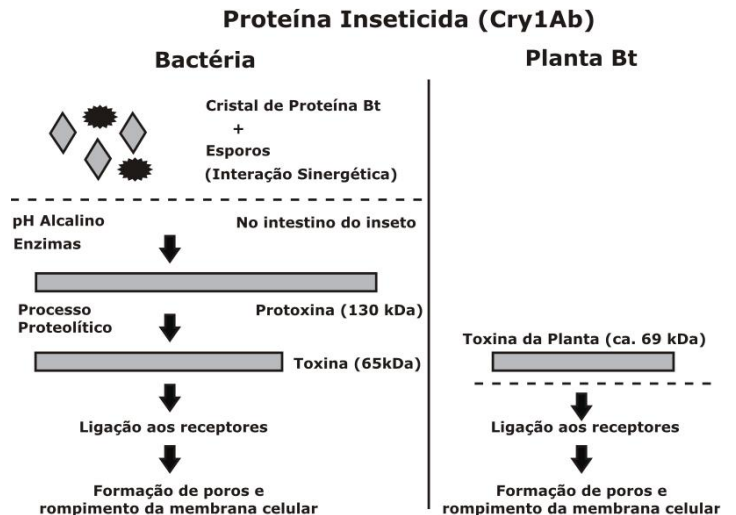 Proteína Inseticida (Cry1Ab)
Bactéria
Cristal de Proteína Bt
+
Esporos
(Interação Sinergética)
pH Alcalino
Enzimas
No intestino do inseto
Processo
Proteolítico
Protoxina (130 kDa)
Toxina (65kDa)
Ligação aos receptores
Formação de poros e
rompimento da membrana celular
Planta Bt
Toxina da Planta (ca. 69 kDa)
Ligação aos receptores
Formação de poros e
rompimento da membrana celular